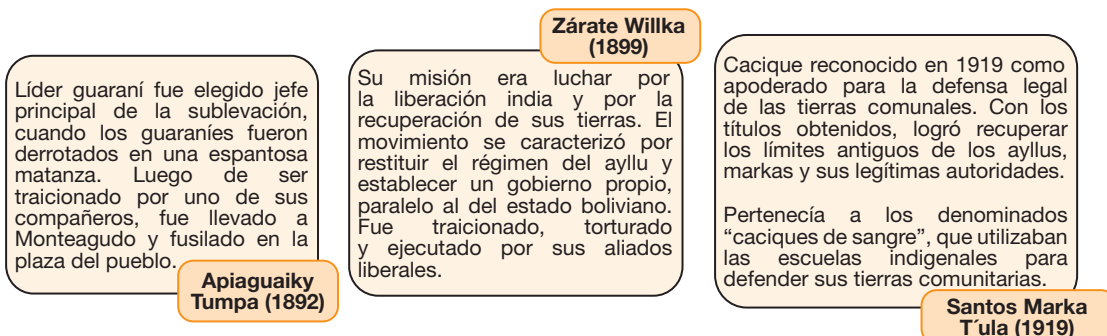 Líder guaraní fue elegido jefe
principal de la sublevación,
cuando los guaraníes fueron
derrotados en una espantosa
matanza. Luego de ser
traicionado por uno de sus
compañeros, fue llevado a
Monteagudo y fusilado en la
plaza del pueblo.
Apiaguaiky
Tumpa (1892)
Zárate Willka
(1899)
Su misión era luchar por
la liberación india y por la
recuperación de sus tierras. El
movimiento se caracterizó por
restituir el régimen del ayllu y
establecer un gobierno propio,
paralelo al del estado boliviano.
Fue traicionado, torturado
y ejecutado por sus aliados
liberales.
Cacique reconocido en 1919 como
apoderado para la defensa legal
de las tierras comunales. Con los
títulos obtenidos, logró recuperar
los límites antiguos de los ayllus,
markas y sus legítimas autoridades.
Pertenecía a los denominados
“caciques de sangre”, que utilizaban
las escuelas indigenales para
defender sus tierras comunitarias.
Santos Marka
T´ula (1919)